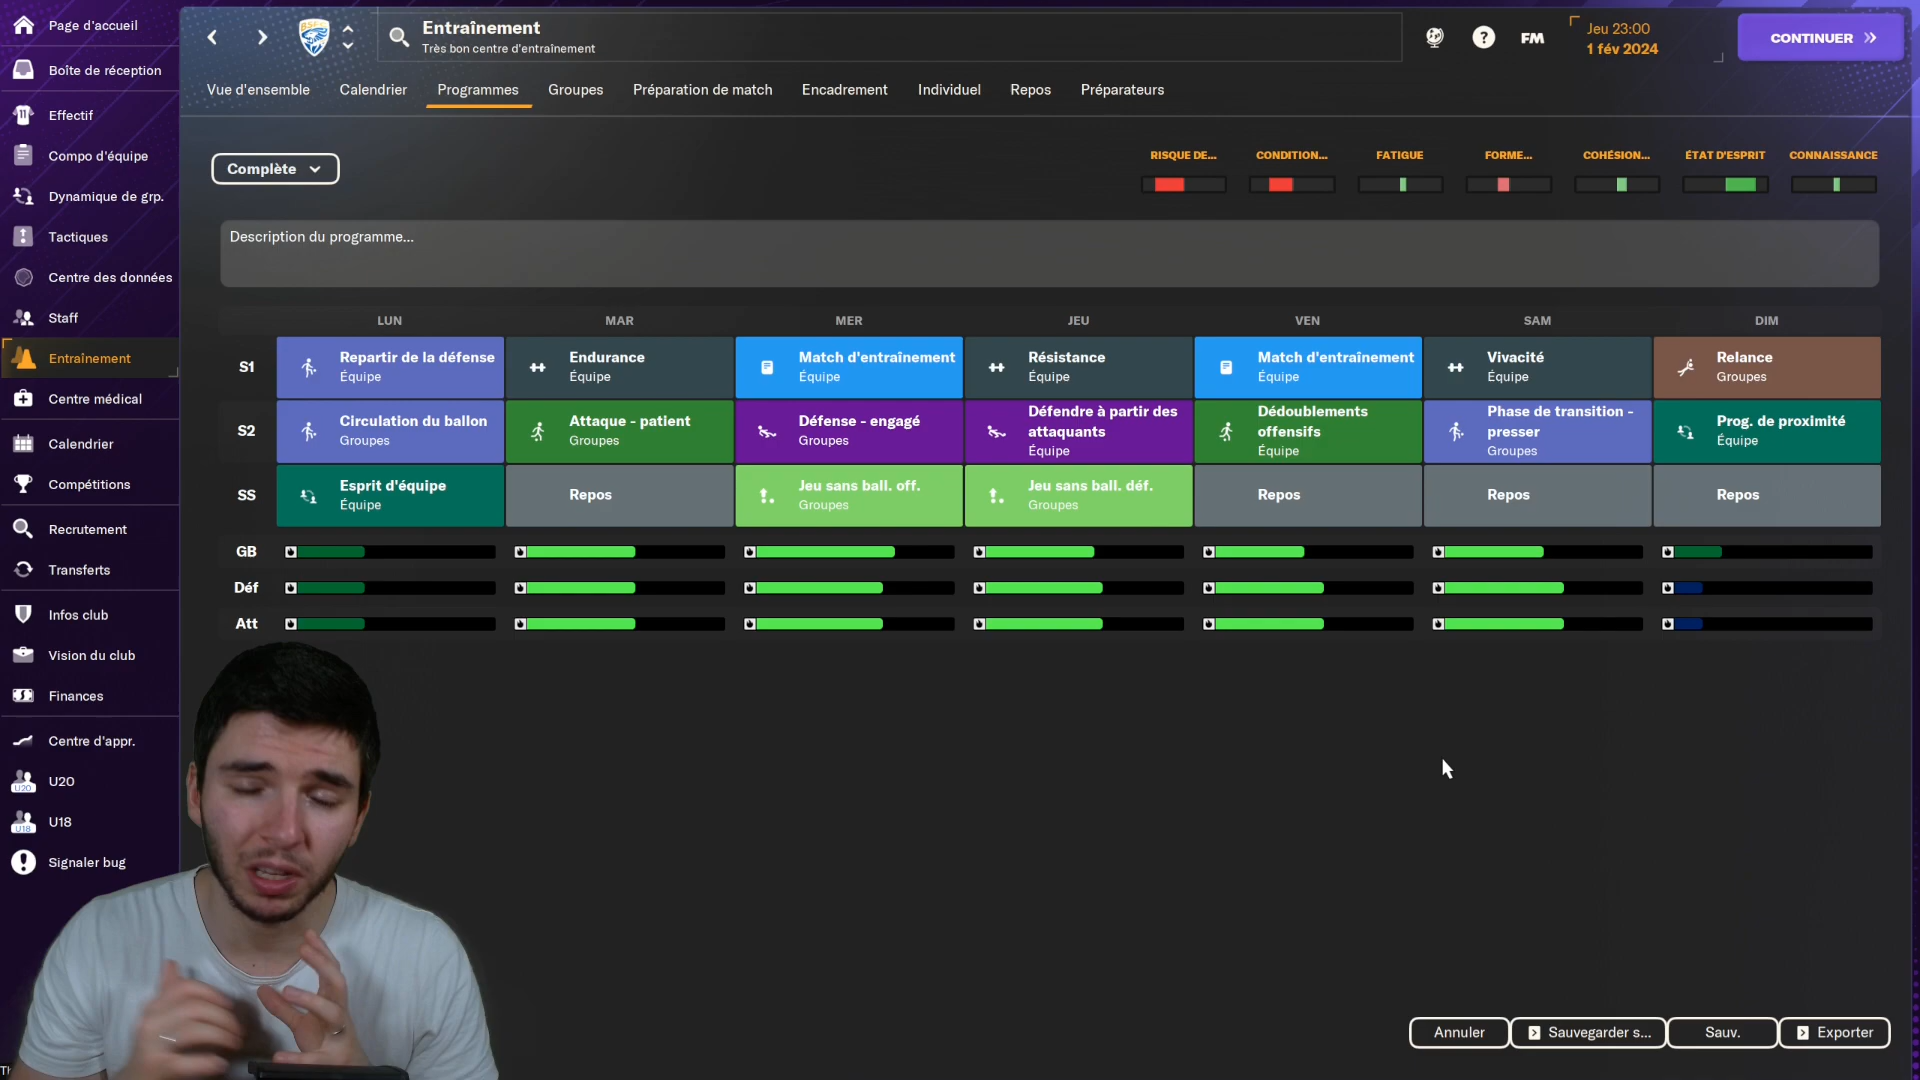 Page d'accueil
Boîte de réception
Effectif
Compo d'équipe
Dynamique de grp.
Tactiques
Centre des données
Staff
Entraînement
Centre médical
Calendrier
Compétitions
Recrutement
Transferts
Infos club
Vision du club
Finances
Centre d'appr.
U20
U20
U18
U18
Signaler bug
Entraînement
Très bon centre d'entraînement
FM
Jeu 23:00
1 fév 2024
CONTINUER
Vue d'ensemble Calendrier Programmes Groupes Préparation de match Encadrement Individuel Repos Préparateurs
Complète
RISQUE DE... CONDITION... FATIGUE FORME... COHÉSION... ÉTAT D'ESPRIT CONNAISSANCE
Description du programme...
LUN MAR MER JEU VEN SAM DIM
S1
Repartir de la défense
Équipe
Endurance
Équipe
Match d'entraînement
Équipe
Résistance
Équipe
Match d'entraînement
Équipe
Vivacité
Équipe
Relance
Groupes
S2
Circulation du ballon
Groupes
Attaque - patient
Groupes
Défense - engagé
Groupes
Défendre à partir des
attaquants
Équipe
Dédoublements
offensifs
Équipe
Phase de transition -
presser
Groupes
Prog. de proximité
Équipe
SS
Esprit d'équipe
Équipe
Repos
Jeu sans ball. off.
Groupes
Jeu sans ball. déf.
Groupes
Repos
Repos
Repos
GB
Déf
Att
Annuler Sauvegarder s... Sauv. Exporter